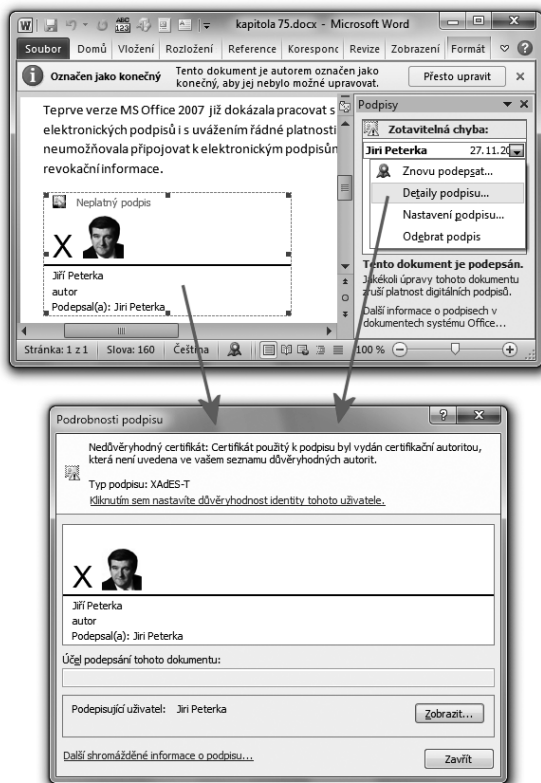 kapitola 75.docx - Microsoft Word
Soubor Domů Vložení Rozložení Reference Koresponc Revize Zobrazení Formát
Označen jako konečný Tento dokument je autorem označen jako konečný, aby jej nebylo možné upravovat. Přesto upravit
Teprve verze MS Office 2007 již dokázala pracovat s
elektronických podpisů i s uvážením řádné platnosti
neumožňovala připojovat k elektronickým podpisům
revokační informace.
Neplatný podpis
X
Jiří Peterka
autor
Podepsal(a): Jiri Peterka
Podpisy
Zotavitelná chyba:
Jiri Peterka 27.11.20
Znovu podepsat...
Detaily podpisu...
Nastavení podpisu...
Odebrat podpis
Tento dokument je podepsán.
Jakékoli úpravy tohoto dokumentu
zruší platnost digitálních podpisů.
Další informace o podpisech v
dokumentech systému Office...
Stránka: 1 z 1 Slova: 160 Čeština 100 %
Podrobnosti podpisu
Nedůvěryhodný certifikát: Certifikát použitý k podpisu byl vydán certifikační autoritou,
která není uvedena ve vašem seznamu důvěryhodných autorit.
Typ podpisu: XAdES-T
Kliknutím sem nastavíte důvěryhodnost identity tohoto uživatele.
X
Jiří Peterka
autor
Podepsal(a): Jiri Peterka
Účel podepsání tohoto dokumentu:
Podepisující uživatel: Jiri Peterka Zobrazit...
Další shromážděné informace o podpisu... Zavřít